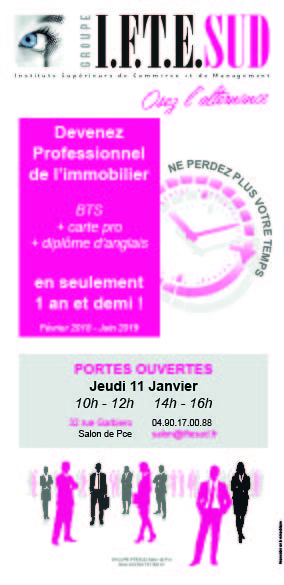 GROUPE
I.F.T.E.SUD
Instituts Supérieurs de Commerce et de Management
Osez l'alternance
Devenez
Professionnel
de l'immobilier
BTS
+ carte pro
+ diplôme d'anglais
en seulement
1 an et demi !
Février 2018 - Juin 2019
NE PERDEZ PLUS VOTRE TEMPS
PORTES OUVERTES
Jeudi 11 Janvier
10h - 12h 14h - 16h
32 rue 04.90.17.00.88
Salon de Pce salon@iftesud.fr